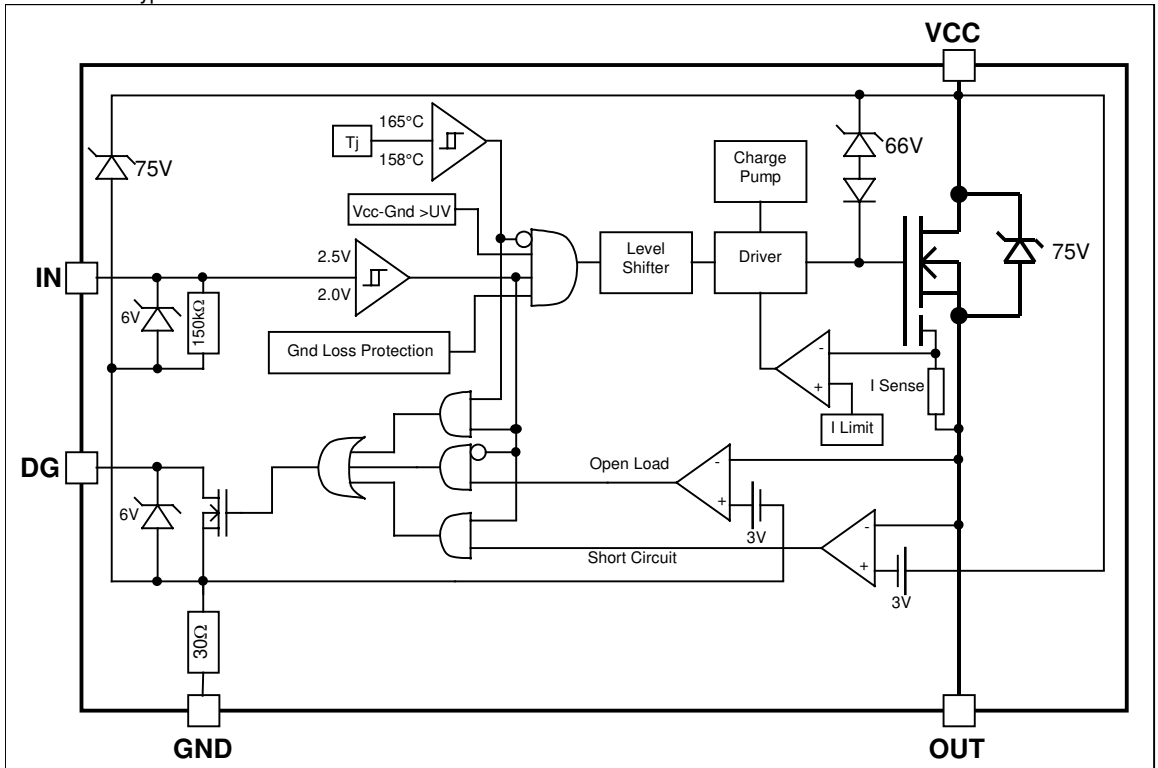 VCC
165°C
Tj
158°C
75V
66V
Charge
Pump
Vcc-Gnd >UV
2.5V
Level
Shifter
Driver
75V
IN
2.0V
6V
150kΩ
Gnd Loss Protection
-
+
I Sense
I Limit
DG
Open Load
-
+
3V
6V
Short Circuit
-
+
3V
30Ω
GND
OUT